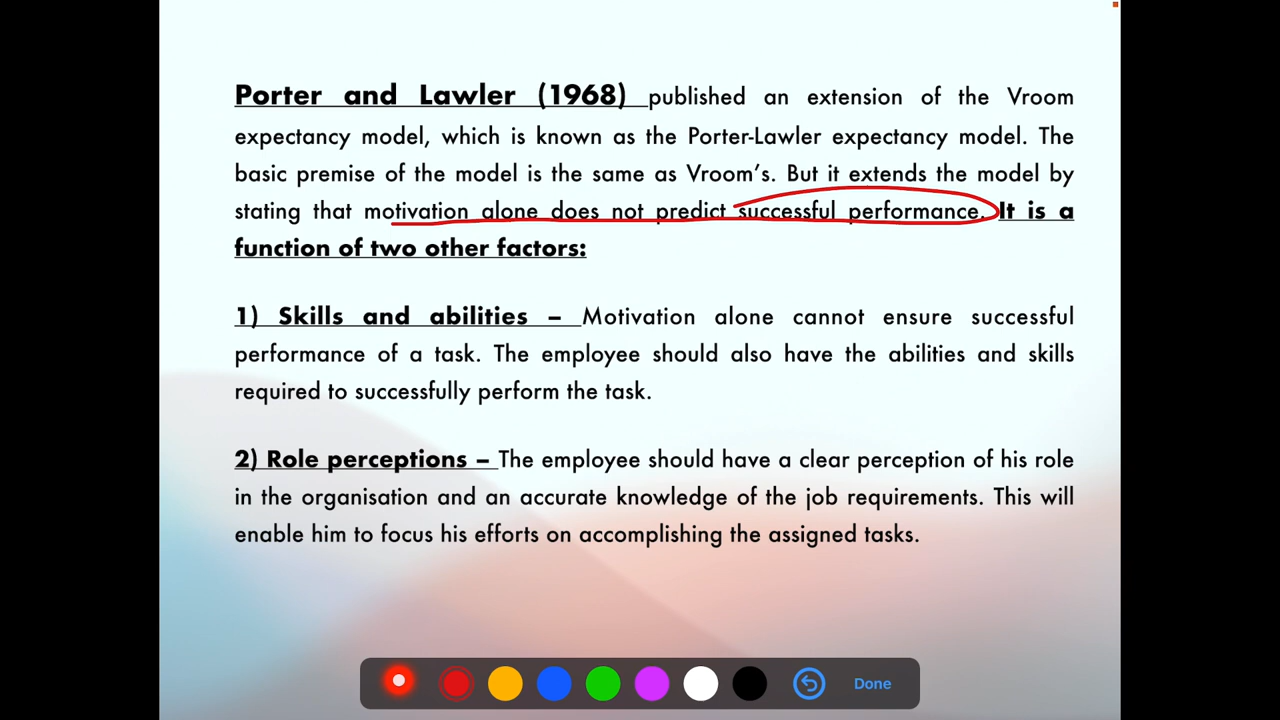 Porter and Lawler (1968) published an extension of the Vroom
expectancy model, which is known as the Porter-Lawler expectancy model. The
basic premise of the model is the same as Vroom’s. But it extends the model by
stating that motivation alone does not predict successful performance. It is a
function of two other factors:
1) Skills and abilities – Motivation alone cannot ensure successful
performance of a task. The employee should also have the abilities and skills
required to successfully perform the task.
2) Role perceptions – The employee should have a clear perception of his role
in the organisation and an accurate knowledge of the job requirements. This will
enable him to focus his efforts on accomplishing the assigned tasks.
Done